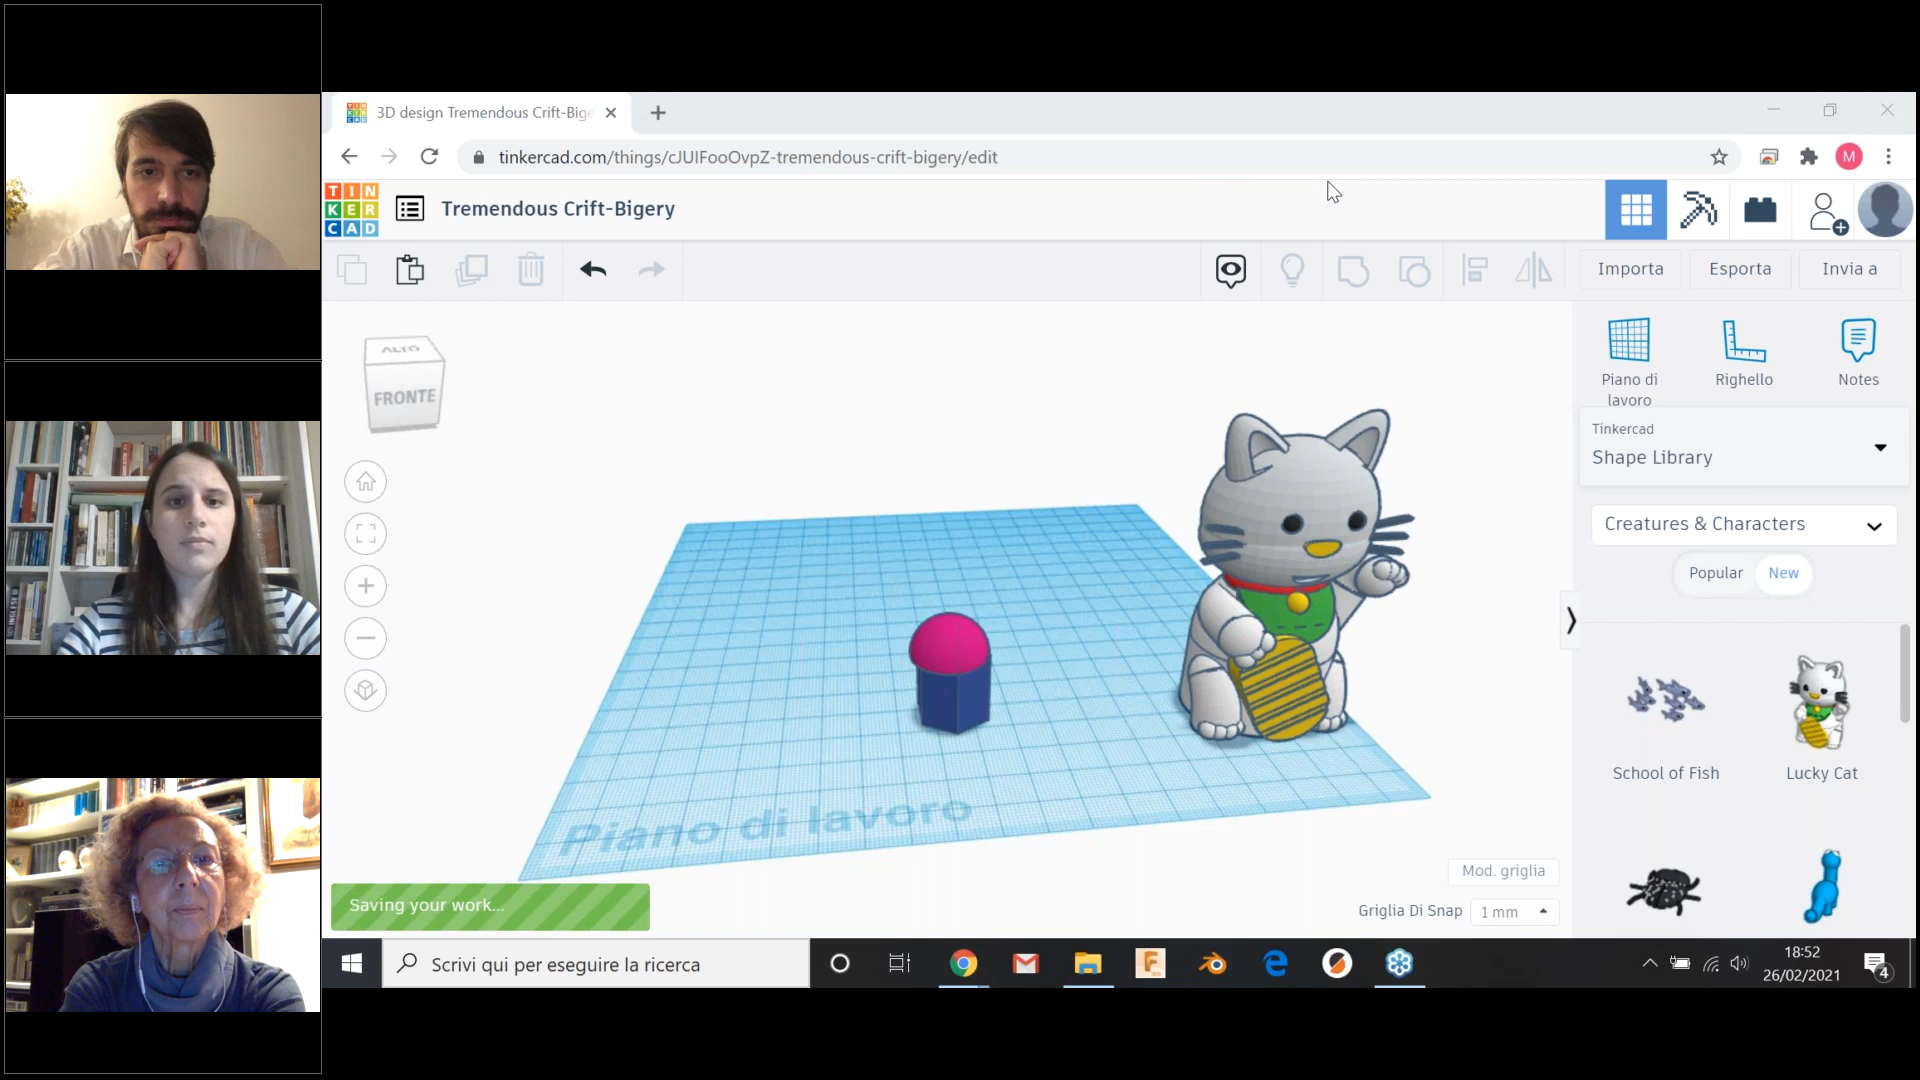 3D design Tremendous Crift-Bige
tinkercad.com/things/cJUIFooOvpZ-tremendous-crift-bigery/edit
M
TIN
KER
CAD
Tremendous Crift-Bigery
Importa
Esporta
Invia a
ALTO
FRONTE
Piano di
lavoro
Righello
Notes
Tinkercad
Shape Library
Creatures & Characters
Popular
New
School of Fish
Lucky Cat
Piano di lavoro
Saving your work...
Mod. griglia
Griglia Di Snap
1 mm
Scrivi qui per eseguire la ricerca
18:52
26/02/2021
4